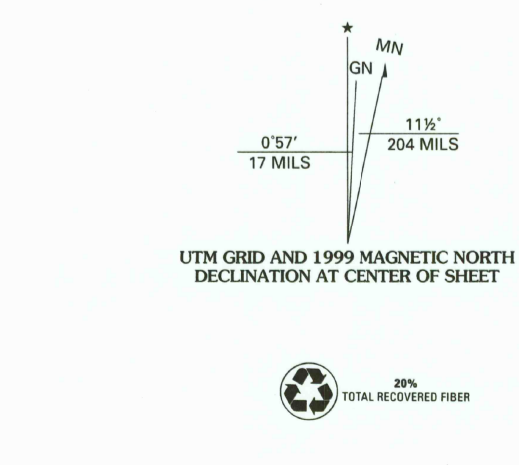 ★
MN
GN
11½°
204 MILS
0°57′
17 MILS
UTM GRID AND 1999 MAGNETIC NORTH
DECLINATION AT CENTER OF SHEET
20%
TOTAL RECOVERED FIBER